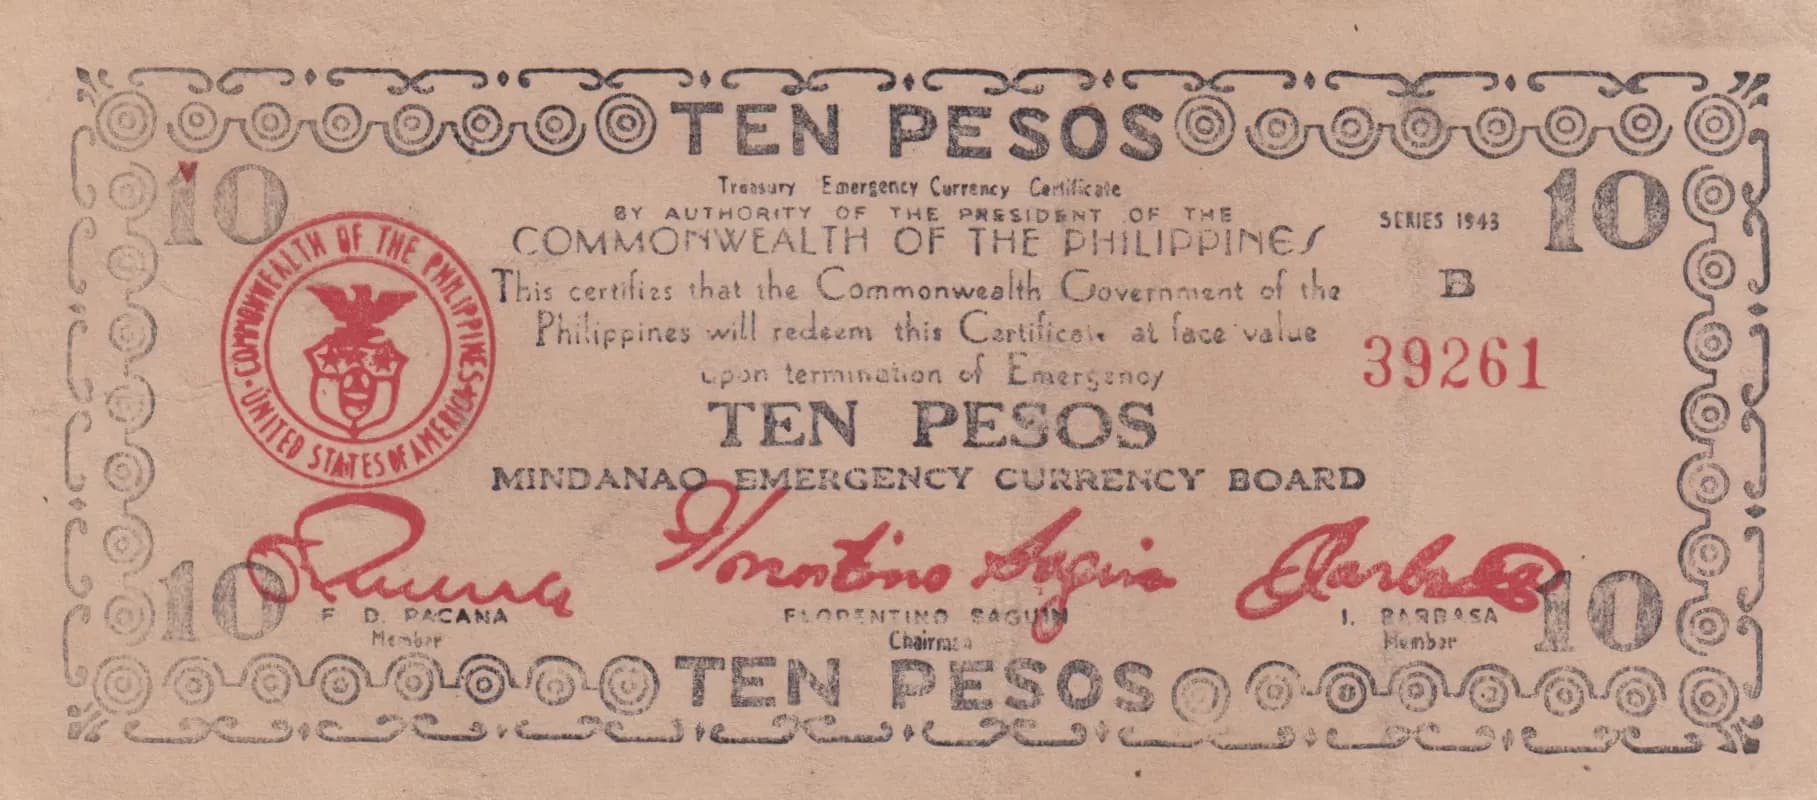 TEN PESOS
10
10
Treasury Emergency Currency Certificate
BY AUTHORITY OF THE PRESIDENT OF THE
SERIES 1943
COMMONWEALTH OF THE PHILIPPINES
B
This certifies that the Commonwealth Government of the
Philippines will redeem this Certificate at face value
39261
upon termination of Emergency
COMMONWEALTH OF THE PHILIPPINES
UNITED STATES OF AMERICA
TEN PESOS
MINDANAO EMERGENCY CURRENCY BOARD
Florentino Saguin
10
10
F. D. PACANA
FLORENTINO SAGUIN
I. BARBASA
Member
Chairman
Member
TEN PESOS